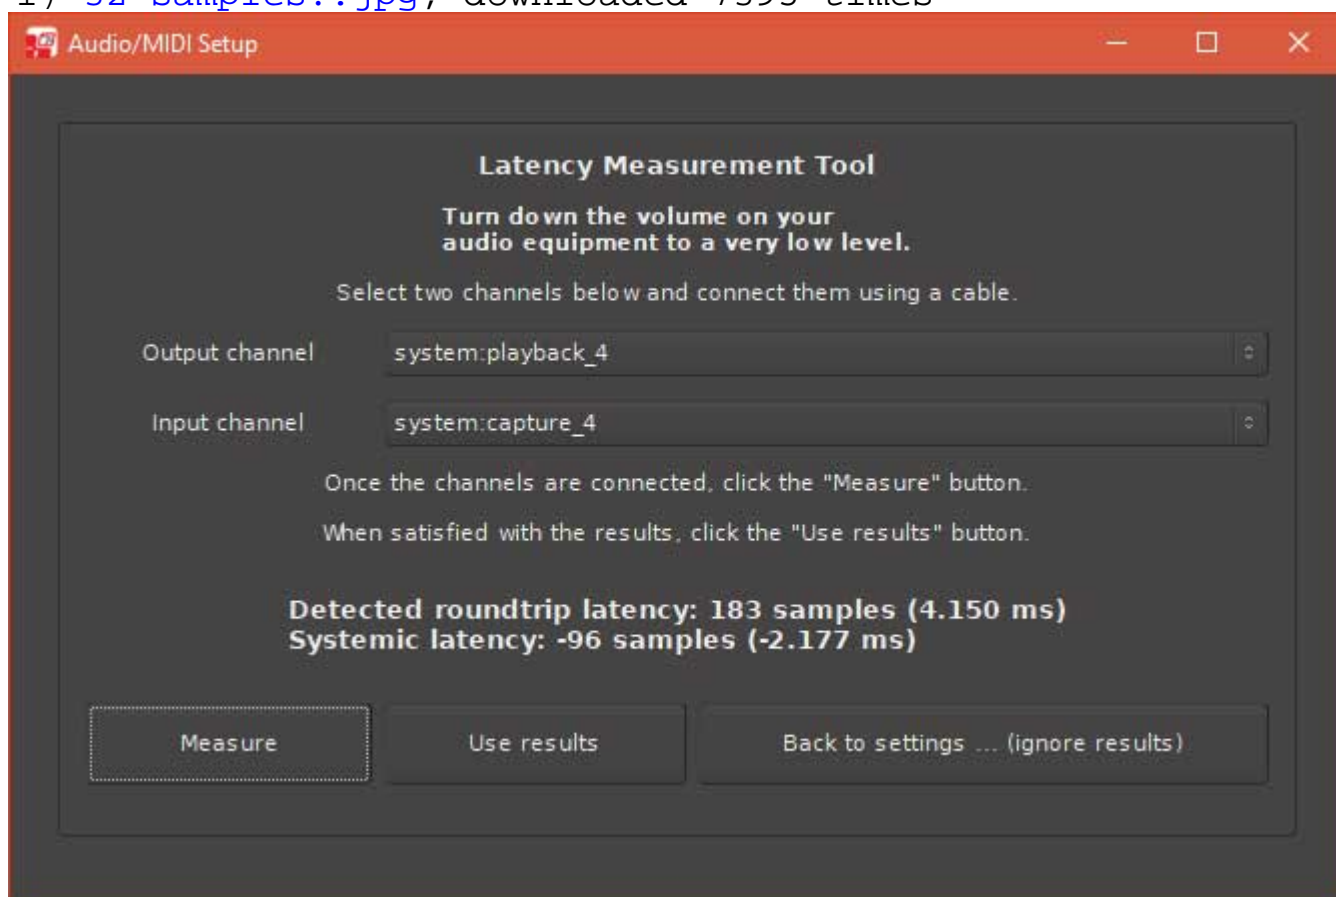 downloaded 7595 times
Audio/MIDI Setup
Latency Measurement Tool
Turn down the volume on your
audio equipment to a very low level.
Select two channels below and connect them using a cable.
Output channel system:playback_4
Input channel system:capture_4
Once the channels are connected, click the "Measure" button.
When satisfied with the results, click the "Use results" button.
Detected roundtrip latency: 183 samples (4.150 ms)
Systemic latency: -96 samples (-2.177 ms)
Measure Use results Back to settings ... (ignore results)